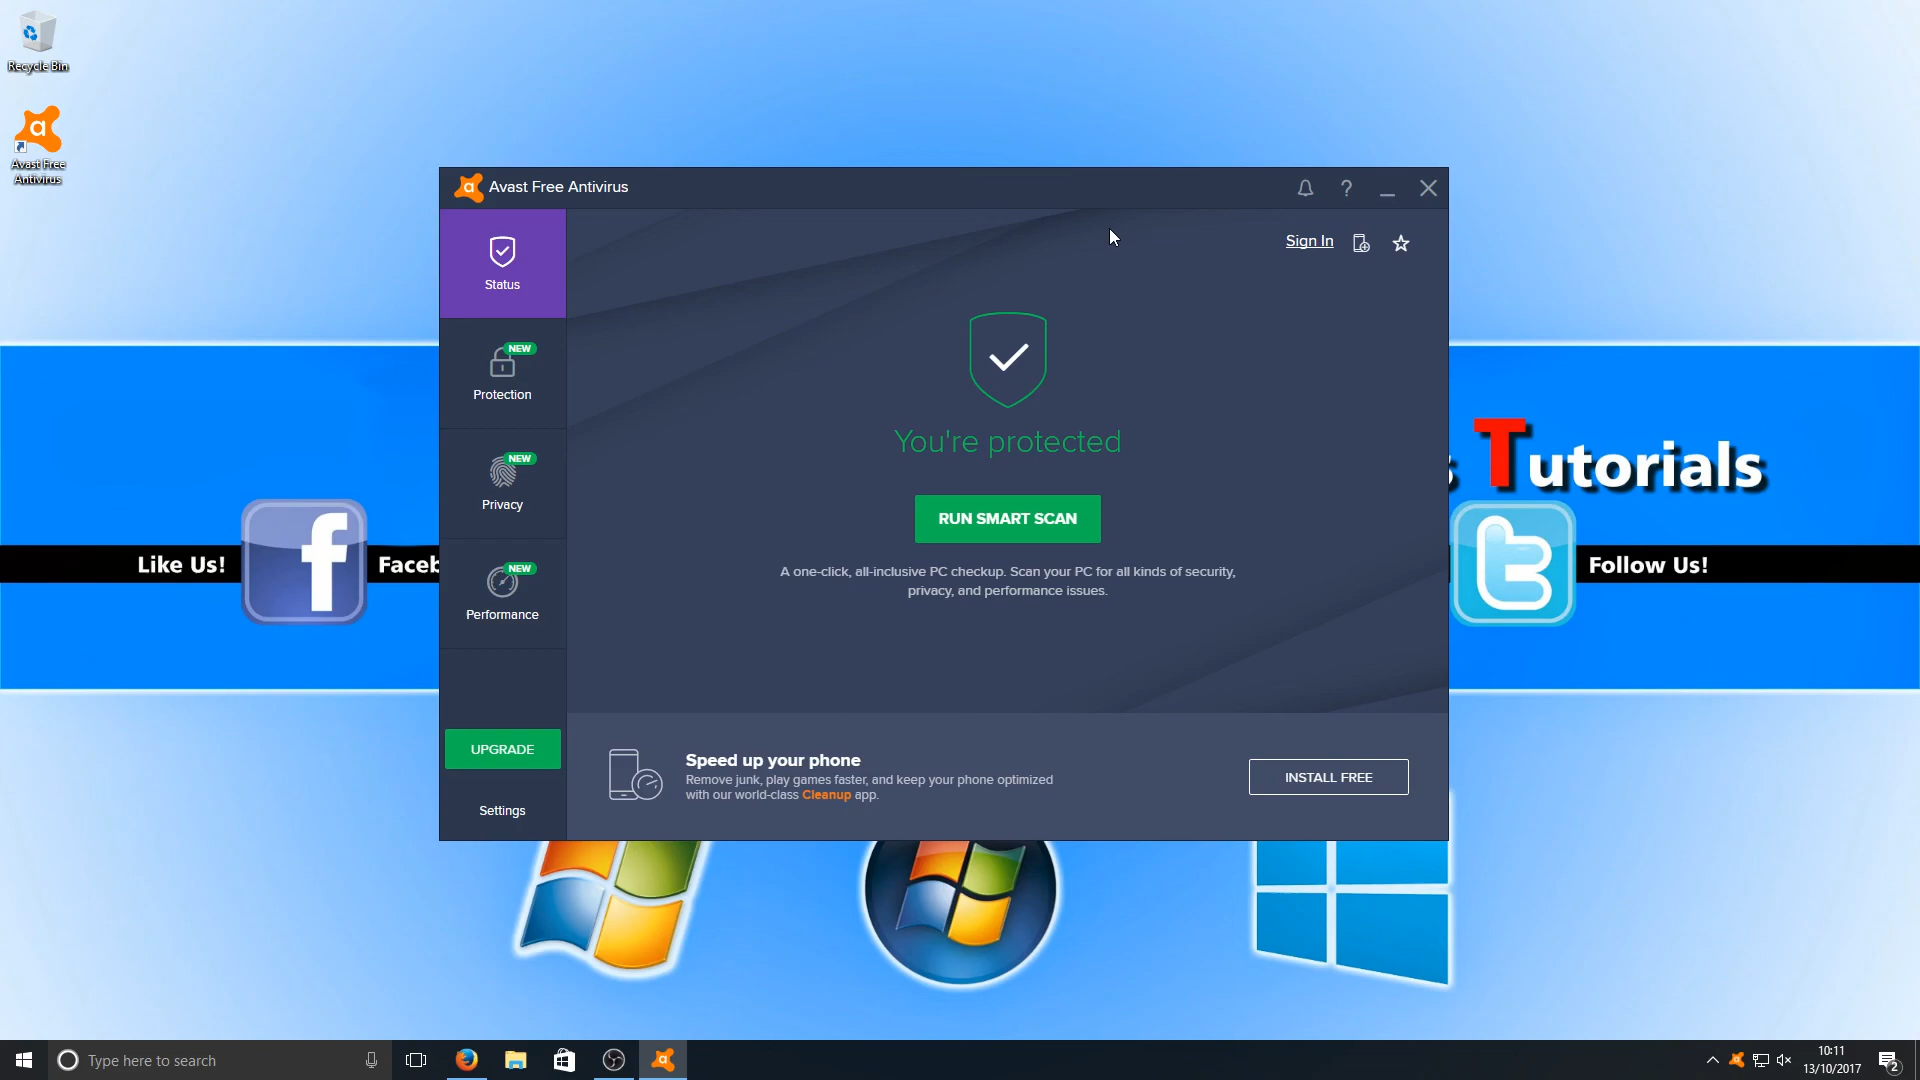 Recycle Bin
Avast Free
Antivirus
Avast Free Antivirus
Sign In
Status
NEW
Protection
NEW
Privacy
NEW
Performance
UPGRADE
Settings
You're protected
RUN SMART SCAN
A one-click, all-inclusive PC checkup. Scan your PC for all kinds of security,
privacy, and performance issues.
Speed up your phone
Remove junk, play games faster, and keep your phone optimized
with our world-class Cleanup app.
INSTALL FREE
Tutorials
Like Us!
Faceb
Follow Us!
Type here to search
10:11
13/10/2017
2